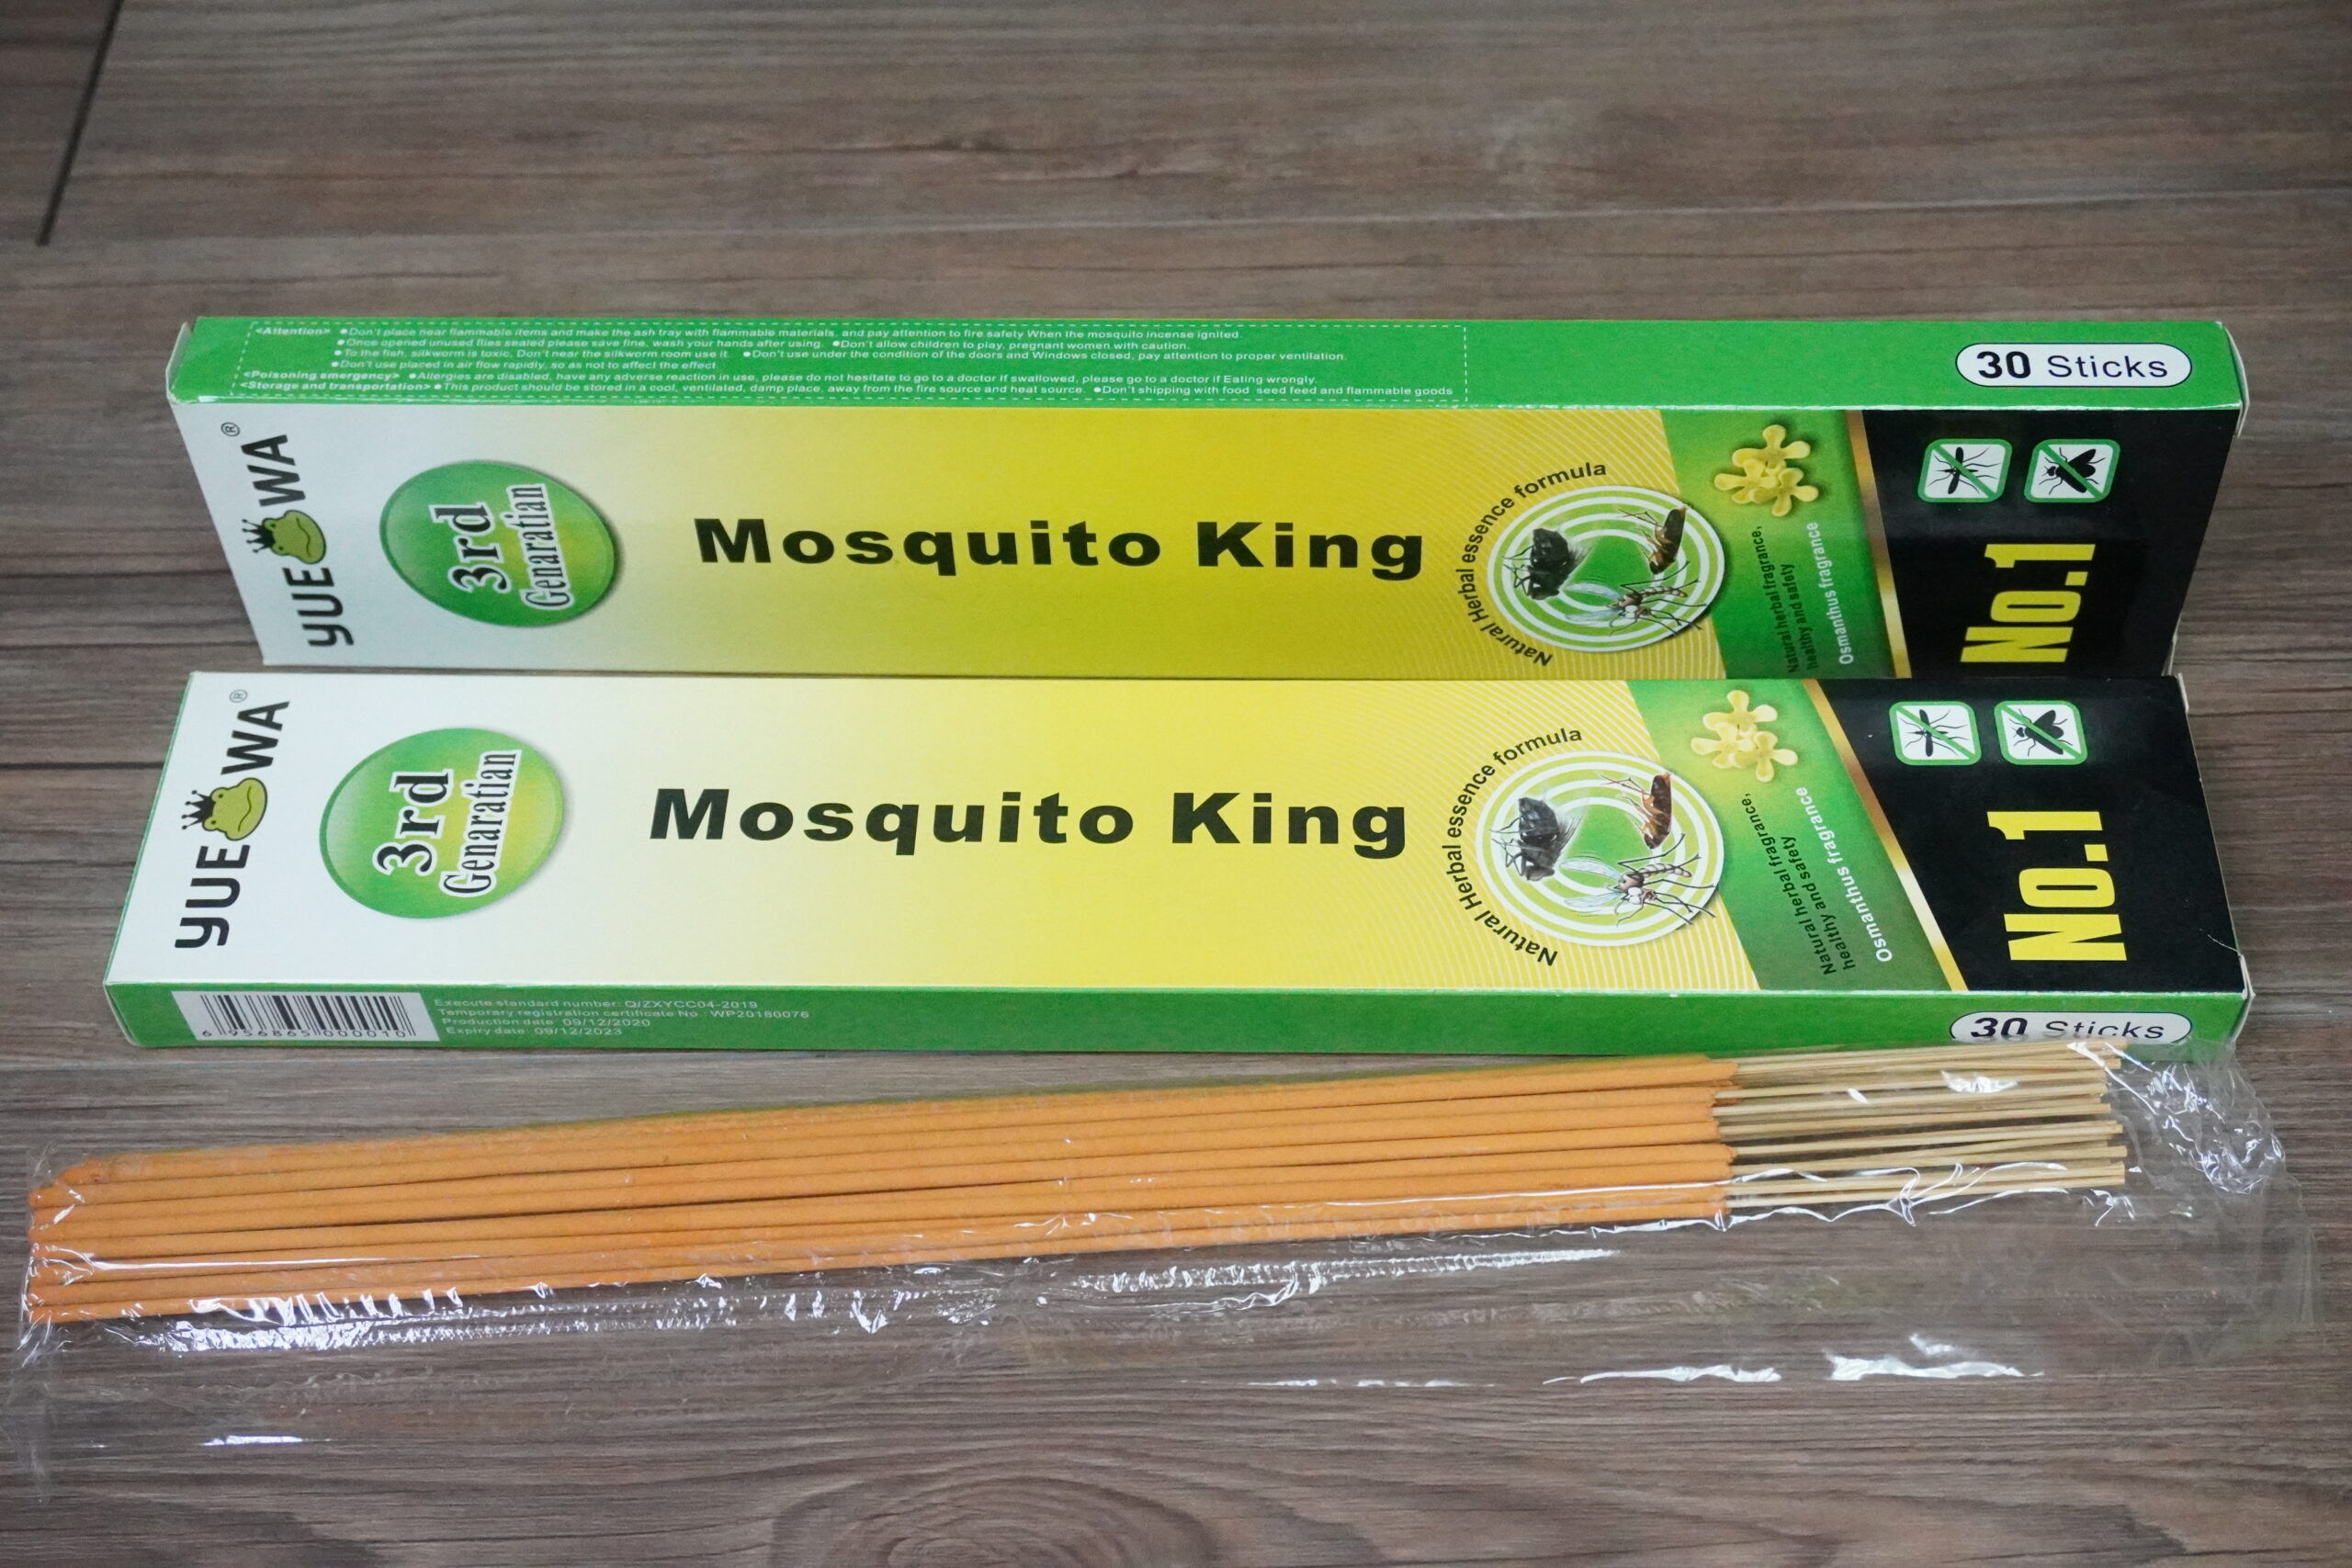 <Attention> ●Don't place near flammable items and make the ash tray with flammable materials, and pay attention to fire safety When the mosquito incense ignited.
●Once opened unused flies sealed please save fine, wash your hands after using. ●Don't allow children to play, pregnant women with caution.
●To the fish, silkworm is toxic, Don't near the silkworm room use it. ●Don't use under the condition of the doors and Windows closed, pay attention to proper ventilation.
●Don't use placed in air flow rapidly, so as not to affect the effect.
<Poisoning emergency> ●Allergies are disabled, have any adverse reaction in use, please do not hesitate to go to a doctor If swallowed, please go to a doctor if Eating wrongly.
<Storage and transportation> ●This product should be stored in a cool, ventilated, damp place, away from the fire source and heat source. ●Don't shipping with food seed feed and flammable goods
30 Sticks
YUE WA®
3rd
Genaratian
Mosquito King
Natural Herbal essence formula
Natural herbal fragrance,
healthy and safety
Osmanthus fragrance
No.1
YUE WA®
3rd
Genaratian
Mosquito King
Natural Herbal essence formula
Natural herbal fragrance,
healthy and safety
Osmanthus fragrance
No.1
6 956865 000010
Execute standard number: Q/ZXYCC04-2019
Temporary registration certificate No : WP20180076
Production date: 09/12/2020
Expiry date: 09/12/2023
30 Sticks